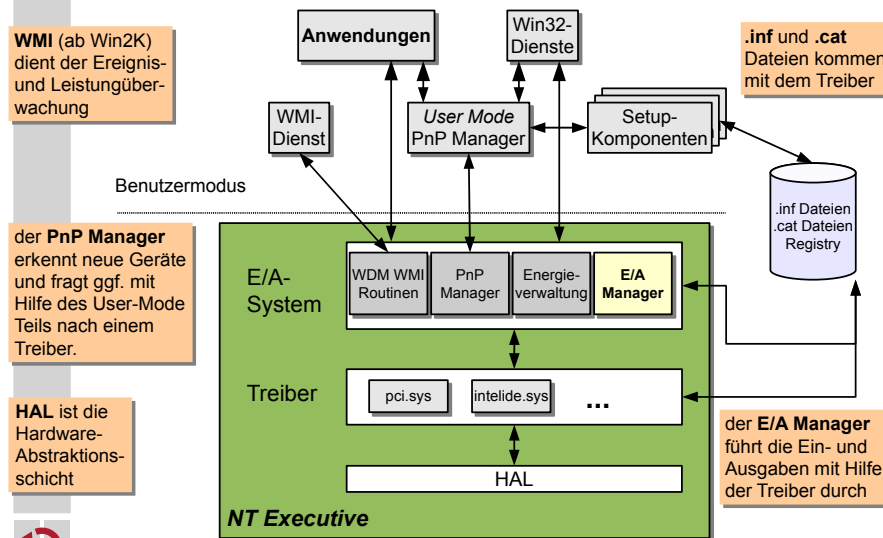 WMI (ab Win2K)
dient der Ereignis-
und Leistungüber-
wachung
Anwendungen
Win32-
Dienste
.inf und .cat
Dateien kommen
mit dem Treiber
WMI-
Dienst
User Mode
PnP Manager
Setup-
Komponenten
Benutzermodus
.inf Dateien
.cat Dateien
Registry
der PnP Manager
erkennt neue Geräte
und fragt ggf. mit
Hilfe des User-Mode
Teils nach einem
Treiber.
E/A-
System
WDM WMI
Routinen
PnP
Manager
Energie-
verwaltung
E/A
Manager
Treiber
pci.sys
intelide.sys
...
HAL ist die
Hardware-
Abstraktions-
schicht
der E/A Manager
führt die Ein- und
Ausgaben mit Hilfe
der Treiber durch
HAL
NT Executive